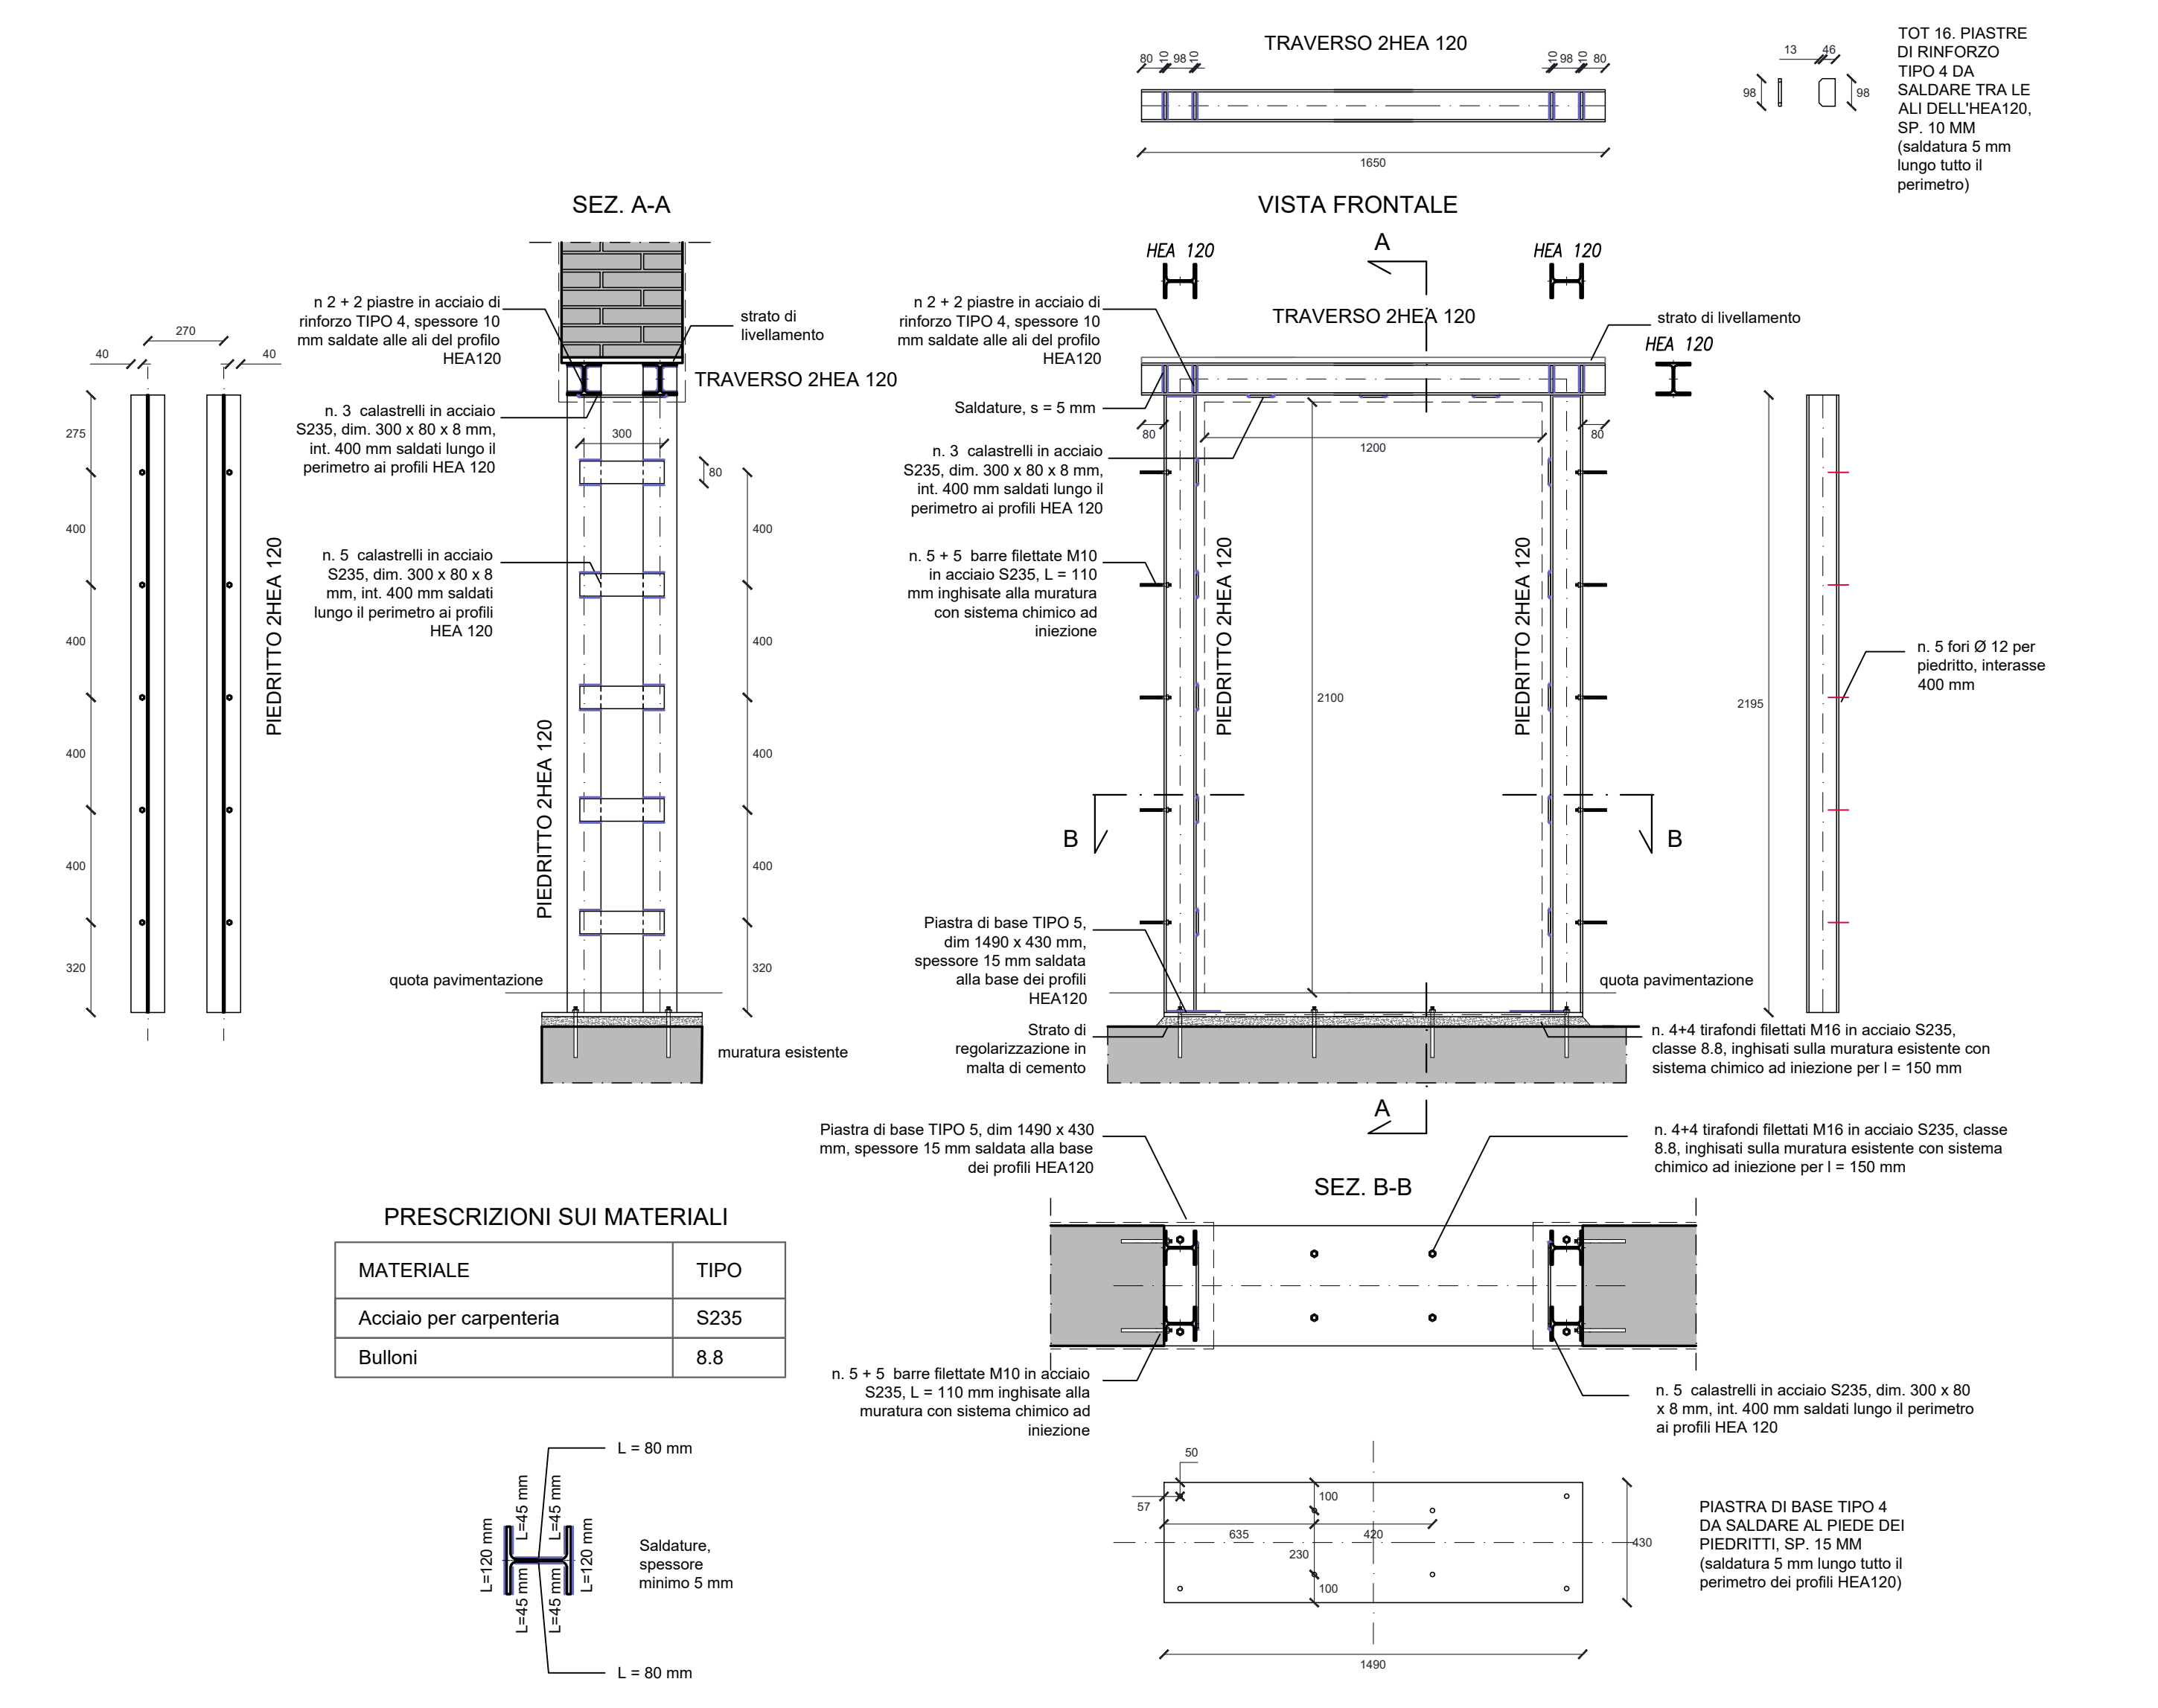 TRAVERSO 2HEA 120
80
10
98
10
10
98
10
80
1650
13
46
98
98
TOT 16. PIASTRE
DI RINFORZO
TIPO 4 DA
SALDARE TRA LE
ALI DELL'HEA120,
SP. 10 MM
(saldatura 5 mm
lungo tutto il
perimetro)
SEZ. A-A
n 2 + 2 piastre in acciaio di
rinforzo TIPO 4, spessore 10
mm saldate alle ali del profilo
HEA120
strato di
livellamento
TRAVERSO 2HEA 120
n. 3 calastrelli in acciaio
S235, dim. 300 x 80 x 8 mm,
int. 400 mm saldati lungo il
perimetro ai profili HEA 120
300
80
n. 5 calastrelli in acciaio
S235, dim. 300 x 80 x 8
mm, int. 400 mm saldati
lungo il perimetro ai profili
HEA 120
270
40
40
275
400
400
400
400
320
PIEDRITTO 2HEA 120
PIEDRITTO 2HEA 120
400
400
400
400
320
quota pavimentazione
muratura esistente
VISTA FRONTALE
HEA 120
A
HEA 120
n 2 + 2 piastre in acciaio di
rinforzo TIPO 4, spessore 10
mm saldate alle ali del profilo
HEA120
TRAVERSO 2HEA 120
strato di livellamento
HEA 120
Saldature, s = 5 mm
80
1200
80
n. 3 calastrelli in acciaio
S235, dim. 300 x 80 x 8 mm,
int. 400 mm saldati lungo il
perimetro ai profili HEA 120
n. 5 + 5 barre filettate M10
in acciaio S235, L = 110
mm inghisate alla muratura
con sistema chimico ad
iniezione
PIEDRITTO 2HEA 120
PIEDRITTO 2HEA 120
2100
2195
n. 5 fori Ø 12 per
piedritto, interasse
400 mm
B
B
Piastra di base TIPO 5,
dim 1490 x 430 mm,
spessore 15 mm saldata
alla base dei profili
HEA120
quota pavimentazione
Strato di
regolarizzazione in
malta di cemento
n. 4+4 tirafondi filettati M16 in acciaio S235,
classe 8.8, inghisati sulla muratura esistente con
sistema chimico ad iniezione per l = 150 mm
A
Piastra di base TIPO 5, dim 1490 x 430
mm, spessore 15 mm saldata alla base
dei profili HEA120
n. 4+4 tirafondi filettati M16 in acciaio S235, classe
8.8, inghisati sulla muratura esistente con sistema
chimico ad iniezione per l = 150 mm
SEZ. B-B
n. 5 + 5 barre filettate M10 in acciaio
S235, L = 110 mm inghisate alla
muratura con sistema chimico ad
iniezione
n. 5 calastrelli in acciaio S235, dim. 300 x 80
x 8 mm, int. 400 mm saldati lungo il perimetro
ai profili HEA 120
PRESCRIZIONI SUI MATERIALI
MATERIALE TIPO
Acciaio per carpenteria S235
Bulloni 8.8
L = 80 mm
L=45 mm
L=45 mm
L=120 mm
L=120 mm
L=45 mm
L=45 mm
L = 80 mm
Saldature,
spessore
minimo 5 mm
50
57
100
635
420
230
100
430
1490
PIASTRA DI BASE TIPO 4
DA SALDARE AL PIEDE DEI
PIEDRITTI, SP. 15 MM
(saldatura 5 mm lungo tutto il
perimetro dei profili HEA120)